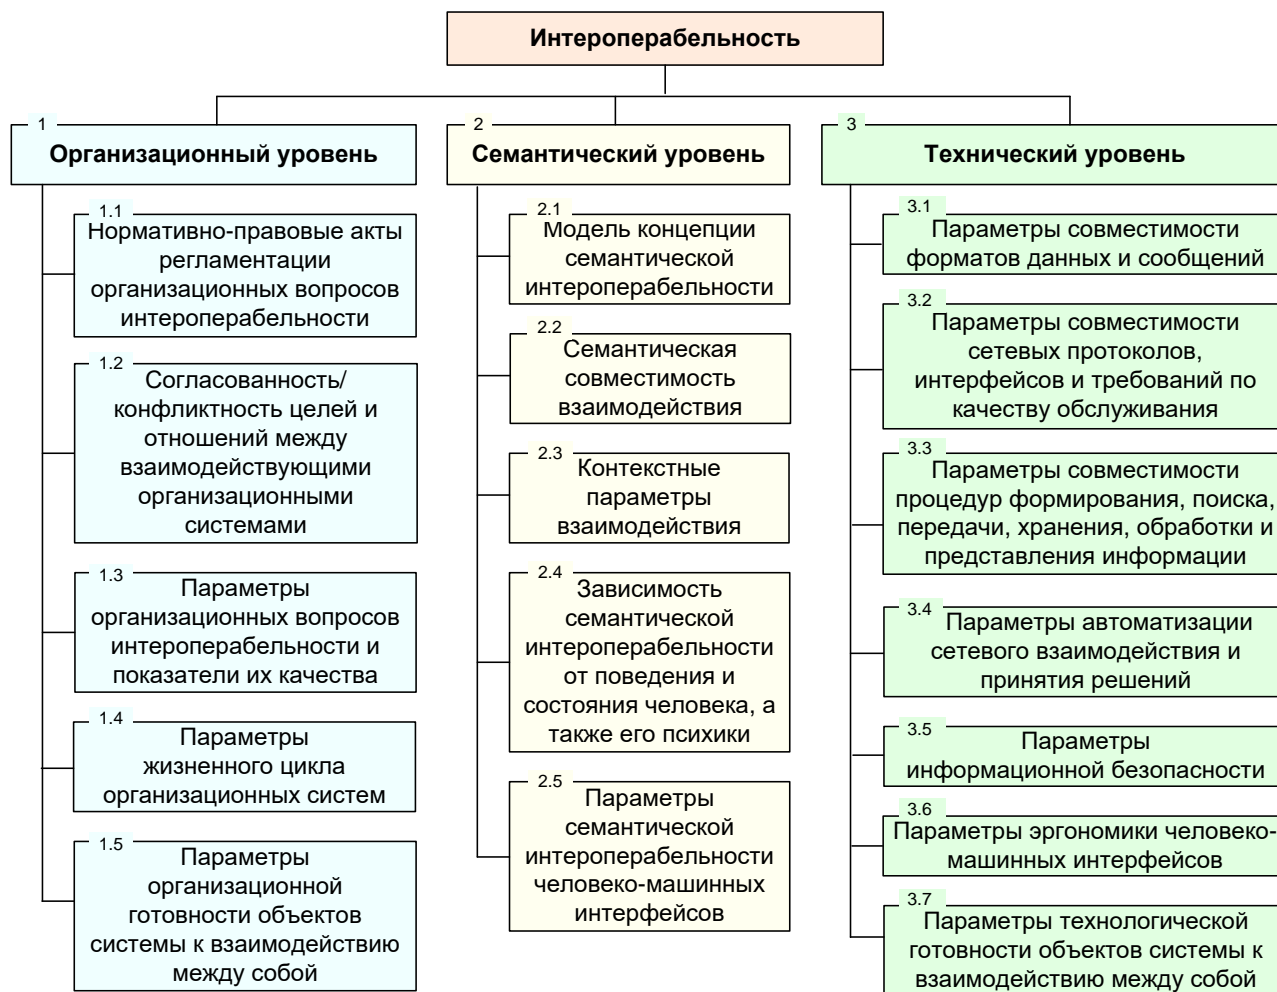 Интероперабельность
1
Организационный уровень
1.1
Нормативно-правовые акты
регламентации
организационных вопросов
интероперабельности
1.2
Согласованность/
конфликтность целей и
отношений между
взаимодействующими
организационными
системами
1.3
Параметры
организационных вопросов
интероперабельности и
показатели их качества
1.4
Параметры
жизненного цикла
организационных систем
1.5
Параметры
организационной
готовности объектов
системы к взаимодействию
между собой
2
Семантический уровень
2.1
Модель концепции
семантической
интероперабельности
2.2
Семантическая
совместимость
взаимодействия
2.3
Контекстные
параметры
взаимодействия
2.4
Зависимость
семантической
интероперабельности
от поведения и
состояния человека, а
также его психики
2.5
Параметры
семантической
интероперабельности
человеко-машинных
интерфейсов
3
Технический уровень
3.1
Параметры совместимости
форматов данных и сообщений
3.2
Параметры совместимости
сетевых протоколов,
интерфейсов и требований по
качеству обслуживания
3.3
Параметры совместимости
процедур формирования, поиска,
передачи, хранения, обработки и
представления информации
3.4
Параметры автоматизации
сетевого взаимодействия и
принятия решений
3.5
Параметры
информационной безопасности
3.6
Параметры эргономики человеко-
машинных интерфейсов
3.7
Параметры технологической
готовности объектов системы к
взаимодействию между собой